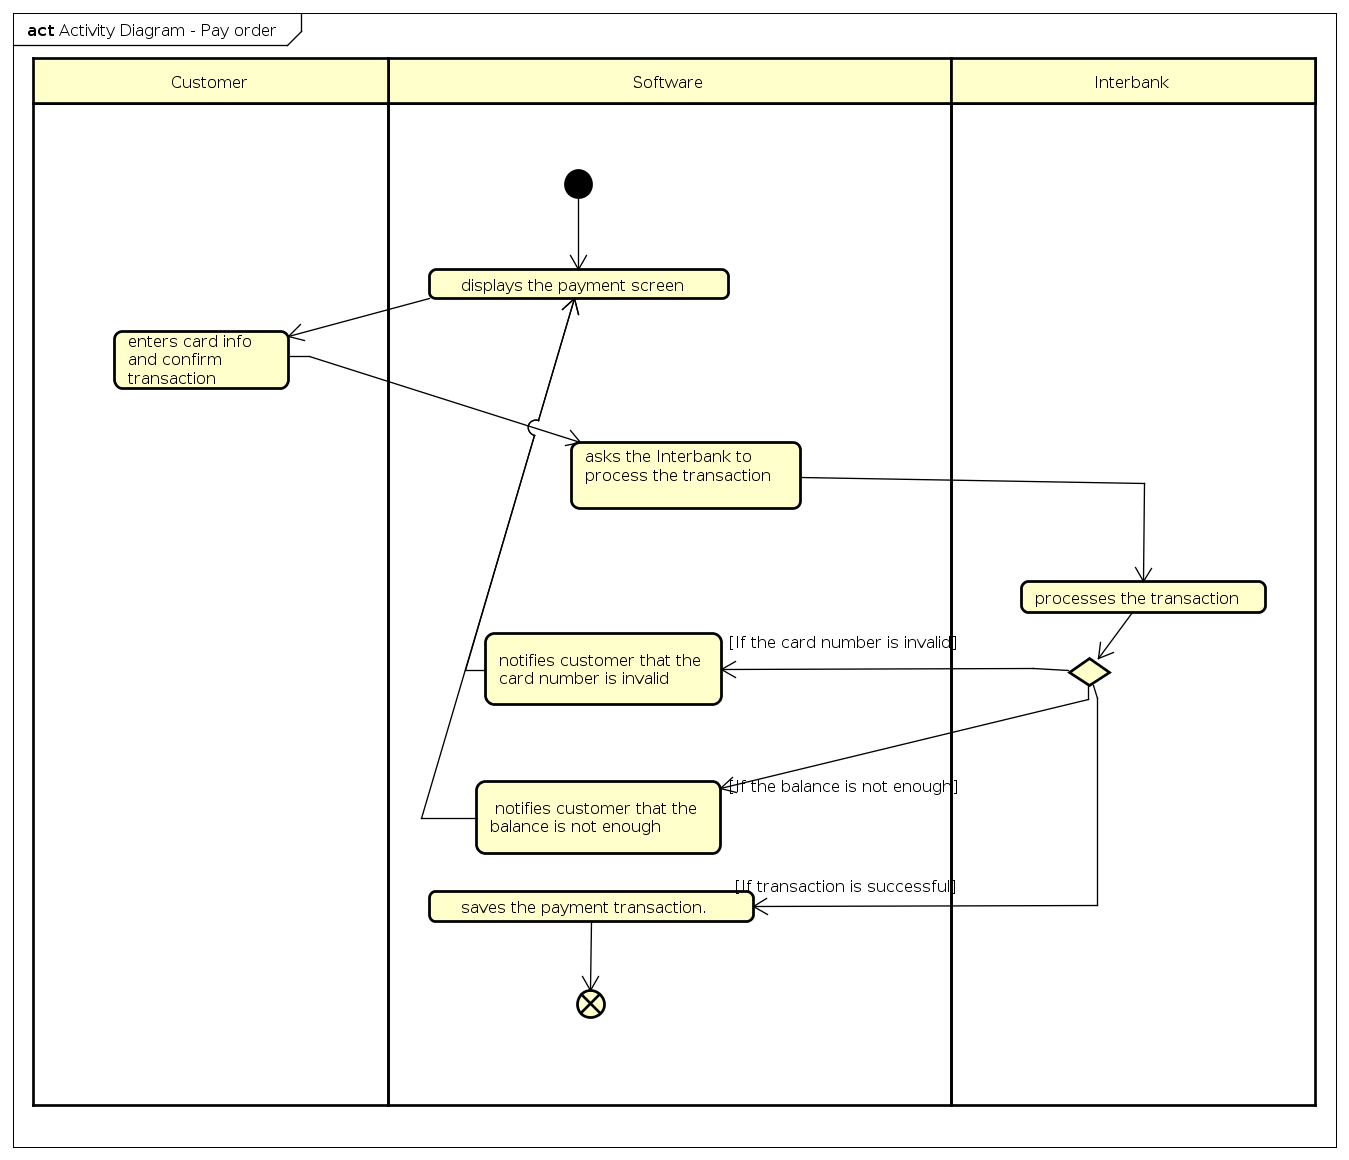 act Activity Diagram - Pay order
Customer
Software
Interbank
displays the payment screen
enters card info
and confirm
transaction
asks the Interbank to
process the transaction
processes the transaction
[If the card number is invalid]
notifies customer that the
card number is invalid
[If the balance is not enough]
notifies customer that the
balance is not enough
[If transaction is successful]
saves the payment transaction.